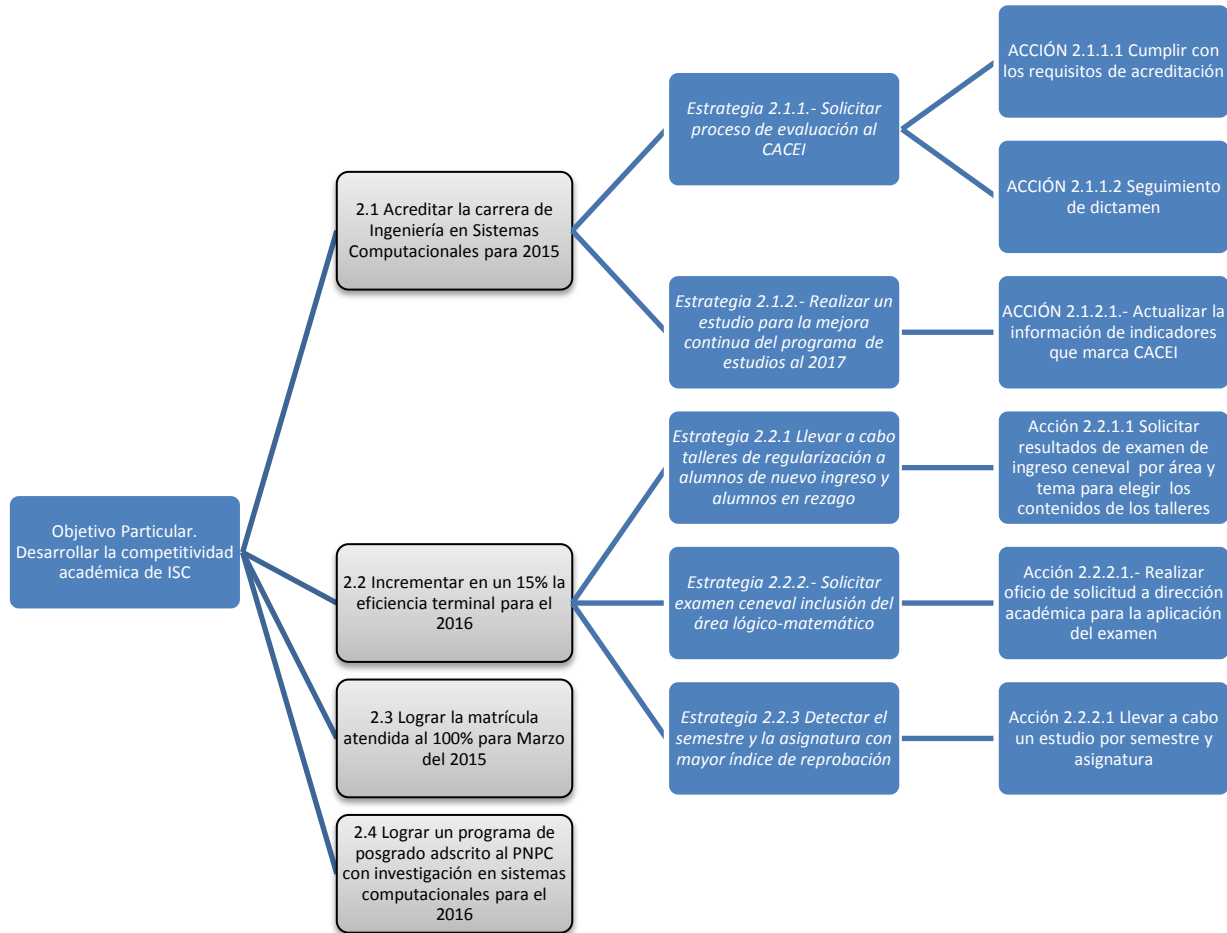 Objetivo Particular.
Desarrollar la competitividad
académica de ISC
2.1 Acreditar la carrera de
Ingeniería en Sistemas
Computacionales para 2015
Estrategia 2.1.1.- Solicitar
proceso de evaluación al
CACEI
ACCIÓN 2.1.1.1 Cumplir con
los requisitos de acreditación
ACCIÓN 2.1.1.2 Seguimiento
de dictamen
Estrategia 2.1.2.- Realizar un
estudio para la mejora
continua del programa de
estudios al 2017
ACCIÓN 2.1.2.1.- Actualizar la
información de indicadores
que marca CACEI
2.2 Incrementar en un 15% la
eficiencia terminal para el
2016
Estrategia 2.2.1 Llevar a cabo
talleres de regularización a
alumnos de nuevo ingreso y
alumnos en rezago
Acción 2.2.1.1 Solicitar
resultados de examen de
ingreso ceneval por área y
tema para elegir los
contenidos de los talleres
Estrategia 2.2.2.- Solicitar
examen ceneval inclusión del
área lógico-matemático
Acción 2.2.2.1.- Realizar
oficio de solicitud a dirección
académica para la aplicación
del examen
Estrategia 2.2.3 Detectar el
semestre y la asignatura con
mayor índice de reprobación
Acción 2.2.2.1 Llevar a cabo
un estudio por semestre y
asignatura
2.3 Lograr la matrícula
atendida al 100% para Marzo
del 2015
2.4 Lograr un programa de
posgrado adscrito al PNPC
con investigación en sistemas
computacionales para el
2016